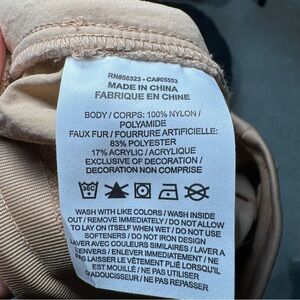 RN#56323 - CA#05553
MADE IN CHINA
FABRIQUE EN CHINE
BODY / CORPS: 100% NYLON /
POLYAMIDE
FAUX FUR / FOURRURE ARTIFICIELLE:
83% POLYESTER
17% ACRYLIC / ACRYLIQUE
EXCLUSIVE OF DECORATION /
DECORATION NON COMPRISE
WASH WITH LIKE COLORS / WASH INSIDE
OUT / REMOVE IMMEDIATELY / DO NOT ALLOW
TO LAY ON ITSELF WHEN WET / DO NOT USE
SOFTENERS / DO NOT IRON DESIGN
LAVER AVEC COULEURS SIMILAIRES / LAVER A
L'ENVERS / ENLEVER IMMEDIATEMENT / NE
PAS LAISSER LE VÊTEMENT PLIÉ LORSQU'IL
EST MOUILLÉ / NE PAS UTILISER
D'ADOUCISSEUR / NE PAS REPASSER